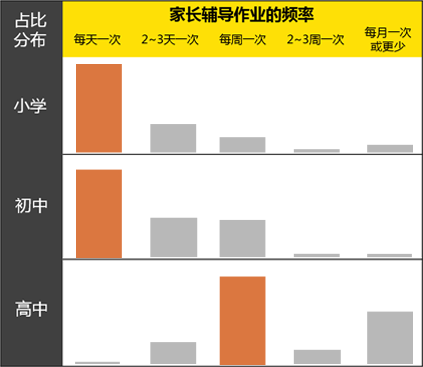 占比
分布
家长辅导作业的频率
每天一次
2~3天一次
每周一次
2~3周一次
每月一次
或更少
小学
初中
高中